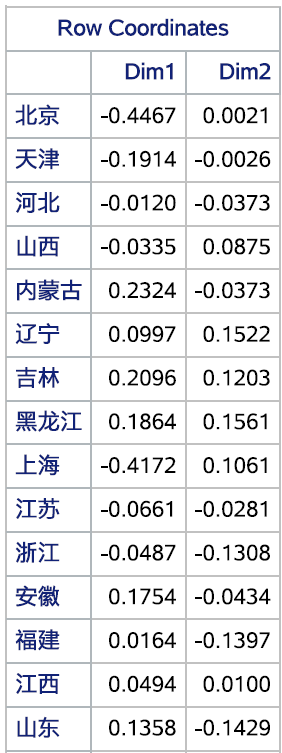 Row Coordinates
Dim1 Dim2
北京 -0.4467 0.0021
天津 -0.1914 -0.0026
河北 -0.0120 -0.0373
山西 -0.0335 0.0875
内蒙古 0.2324 -0.0373
辽宁 0.0997 0.1522
吉林 0.2096 0.1203
黑龙江 0.1864 0.1561
上海 -0.4172 0.1061
江苏 -0.0661 -0.0281
浙江 -0.0487 -0.1308
安徽 0.1754 -0.0434
福建 0.0164 -0.1397
江西 0.0494 0.0100
山东 0.1358 -0.1429